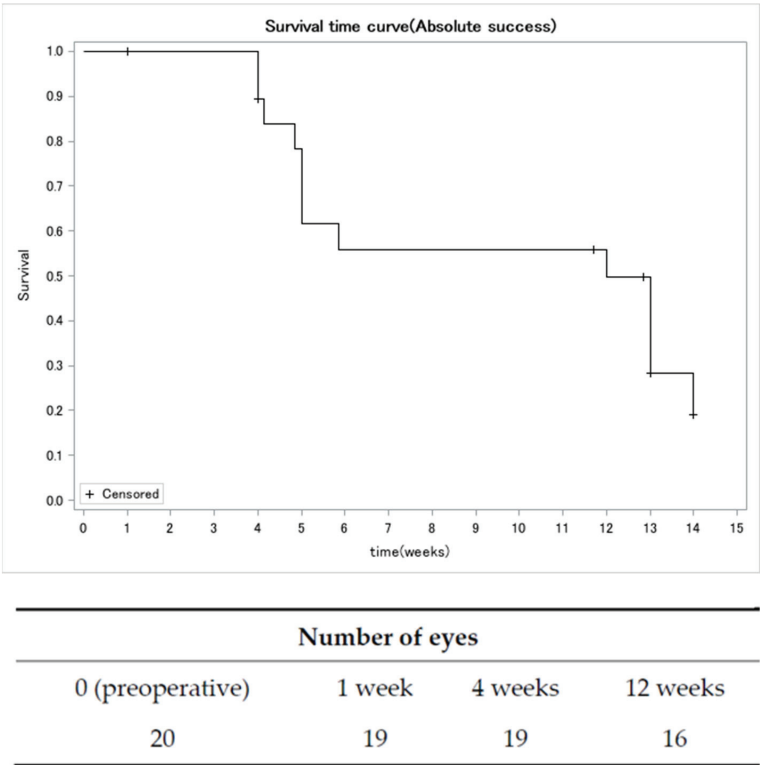 Survival time curve(Absolute success)
1.0
0.9
0.8
0.7
0.6
0.5
0.4
0.3
0.2
0.1
0.0
Survival
+ Censored
0 1 2 3 4 5 6 7 8 9 10 11 12 13 14 15
time(weeks)
Number of eyes
0 (preoperative) 1 week 4 weeks 12 weeks
20 19 19 16